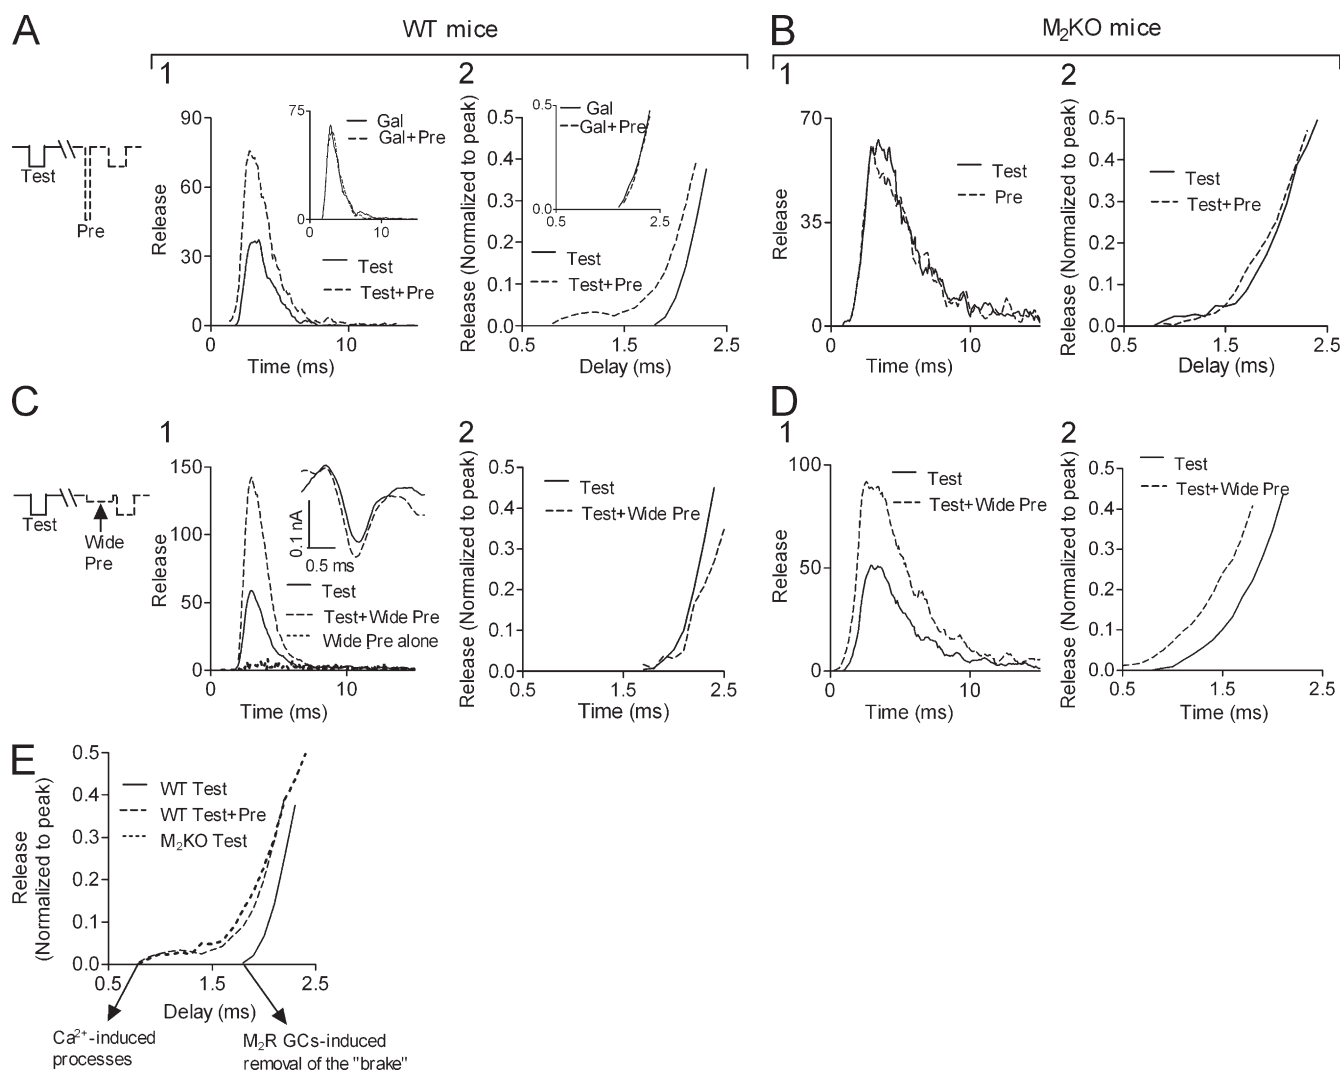 A
WT mice
B
M2KO mice
1
2
1
2
Test
Pre
Release
90
60
30
0
0
10
Time (ms)
75
0
0
10
Gal
Gal+Pre
Test
Test+Pre
Release (Normalized to peak)
0.5
0.4
0.3
0.2
0.1
0.0
0.5
1.5
2.5
Delay (ms)
0.5
0.0
0.5
2.5
Gal
Gal+Pre
Test
Test+Pre
Release
70
35
0
0
10
Time (ms)
Test
Pre
Release (Normalized to peak)
0.5
0.4
0.3
0.2
0.1
0.0
0.5
1.5
2.5
Delay (ms)
Test
Test+Pre
C
D
1
2
1
2
Test
Wide
Pre
Release
150
100
50
0
0
10
Time (ms)
0.1 nA
0.5 ms
Test
Test+Wide Pre
Wide Pre alone
Release (Normalized to peak)
0.5
0.4
0.3
0.2
0.1
0.0
0.5
1.5
2.5
Time (ms)
Test
Test+Wide Pre
Release
100
50
0
0
10
Time (ms)
Test
Test+Wide Pre
Release (Normalized to peak)
0.5
0.4
0.3
0.2
0.1
0.0
0.5
1.5
2.5
Time (ms)
Test
Test+Wide Pre
E
Release
(Normalized to peak)
0.5
0.4
0.3
0.2
0.1
0.0
0.5
1.5
2.5
Delay (ms)
WT Test
WT Test+Pre
M2KO Test
Ca2+-induced
processes
M2R GCs-induced
removal of the "brake"